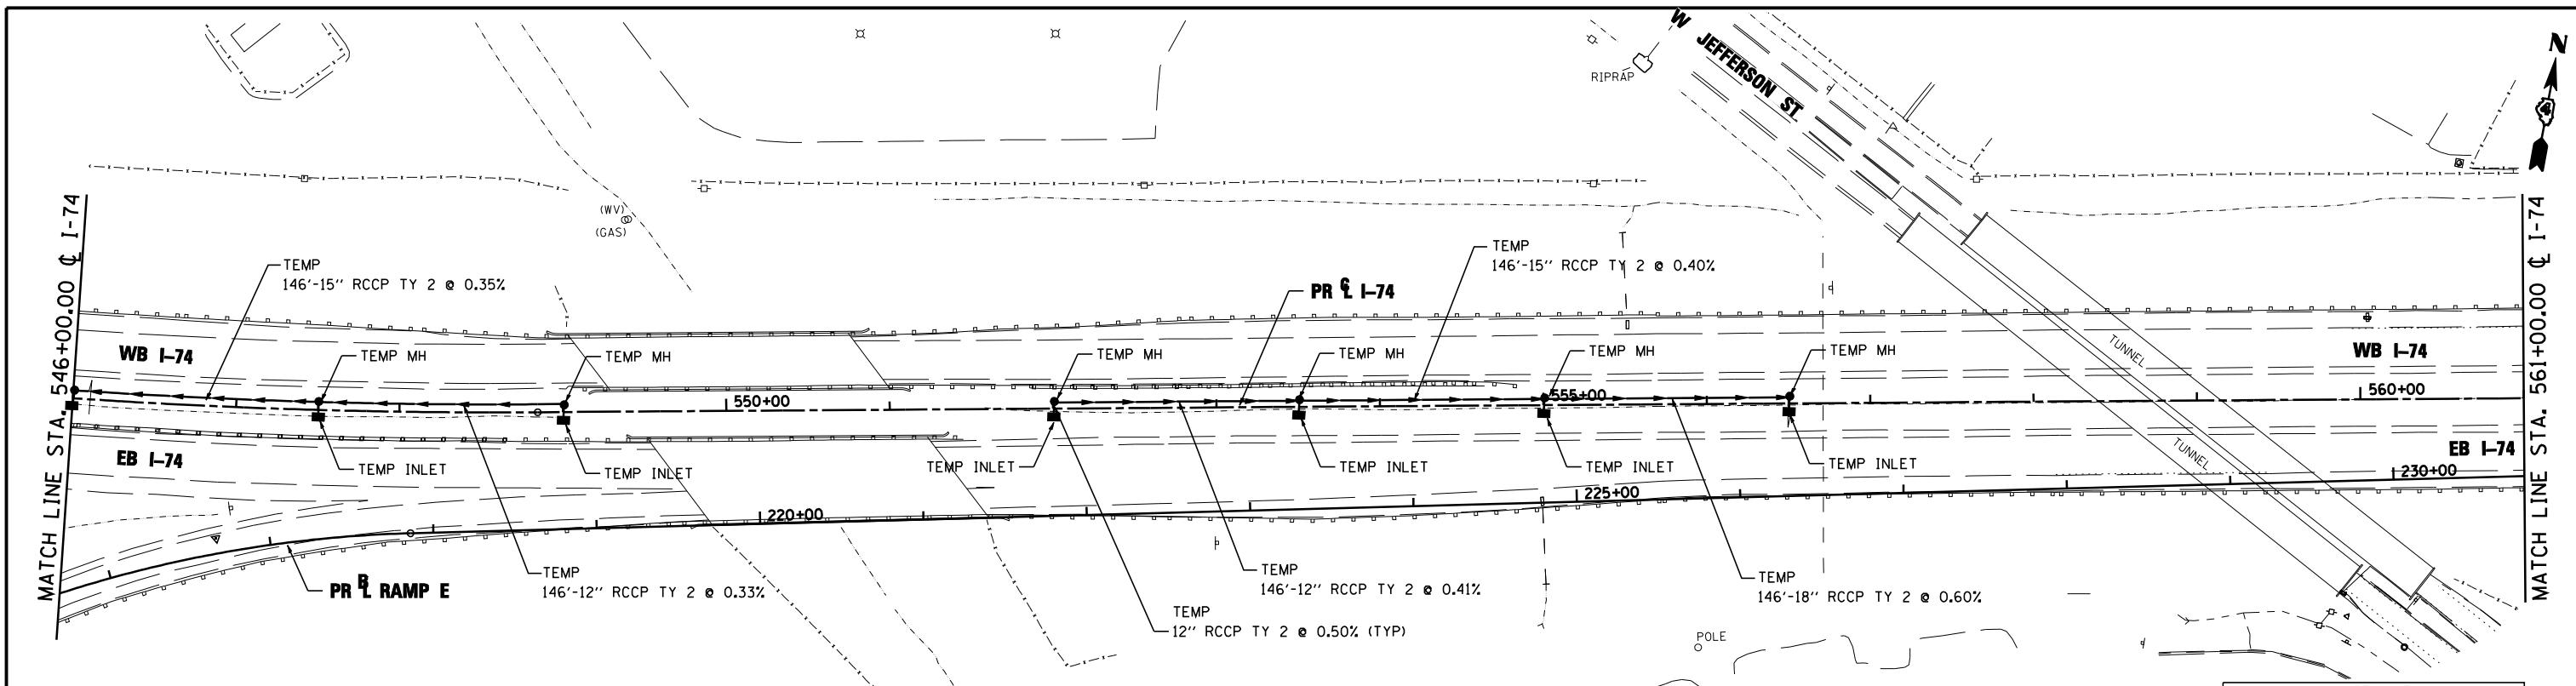 W JEFFERSON ST
N
4
RIPRAP
(WV)
(GAS)
MATCH LINE STA. 546+00.00 ℄ I-74
MATCH LINE STA. 561+00.00 ℄ I-74
TEMP
146'-15'' RCCP TY 2 @ 0.35%
TEMP
146'-15'' RCCP TY 2 @ 0.40%
PR ℄ I-74
WB I-74
TEMP MH
TEMP MH
TEMP MH
TEMP MH
TEMP MH
TEMP MH
TUNNEL
WB I-74
550+00
555+00
560+00
EB I-74
TEMP INLET
TEMP INLET
TEMP INLET
TEMP INLET
TEMP INLET
TEMP INLET
TUNNEL
EB I-74
220+00
225+00
230+00
PR BL RAMP E
TEMP
146'-12'' RCCP TY 2 @ 0.33%
TEMP
146'-12'' RCCP TY 2 @ 0.41%
TEMP
146'-18'' RCCP TY 2 @ 0.60%
TEMP
12'' RCCP TY 2 @ 0.50% (TYP)
POLE